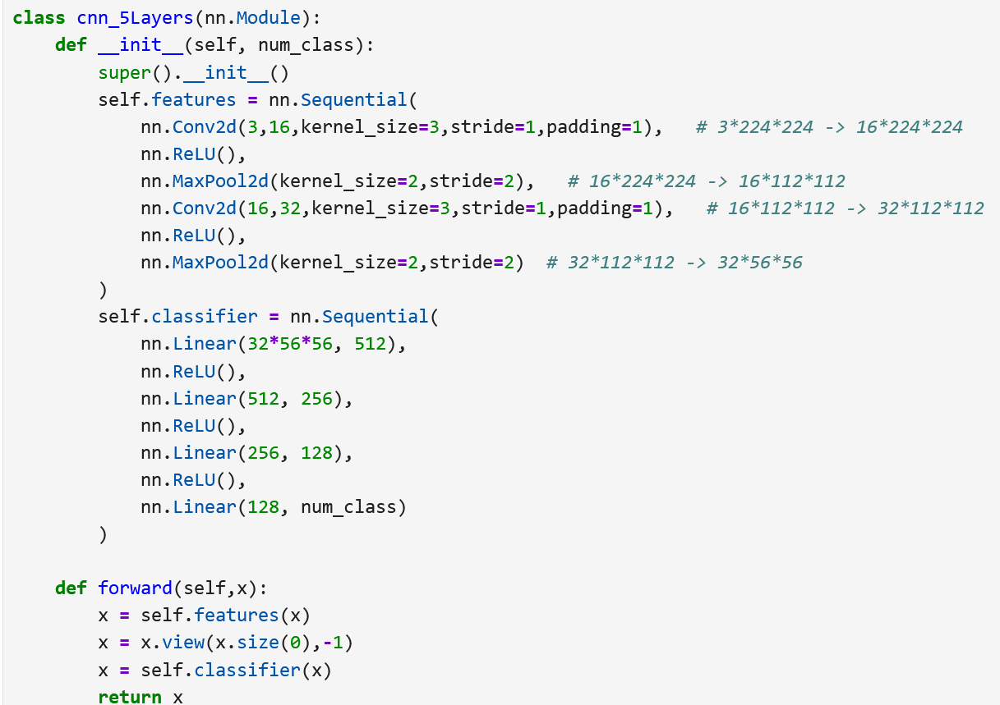 class cnn_5Layers(nn.Module):
    def __init__(self, num_class):
        super().__init__()
        self.features = nn.Sequential(
            nn.Conv2d(3,16,kernel_size=3,stride=1,padding=1),   # 3*224*224 -> 16*224*224
            nn.ReLU(),
            nn.MaxPool2d(kernel_size=2,stride=2),   # 16*224*224 -> 16*112*112
            nn.Conv2d(16,32,kernel_size=3,stride=1,padding=1),   # 16*112*112 -> 32*112*112
            nn.ReLU(),
            nn.MaxPool2d(kernel_size=2,stride=2)  # 32*112*112 -> 32*56*56
        )
        self.classifier = nn.Sequential(
            nn.Linear(32*56*56, 512),
            nn.ReLU(),
            nn.Linear(512, 256),
            nn.ReLU(),
            nn.Linear(256, 128),
            nn.ReLU(),
            nn.Linear(128, num_class)
        )

    def forward(self,x):
        x = self.features(x)
        x = x.view(x.size(0),-1)
        x = self.classifier(x)
        return x